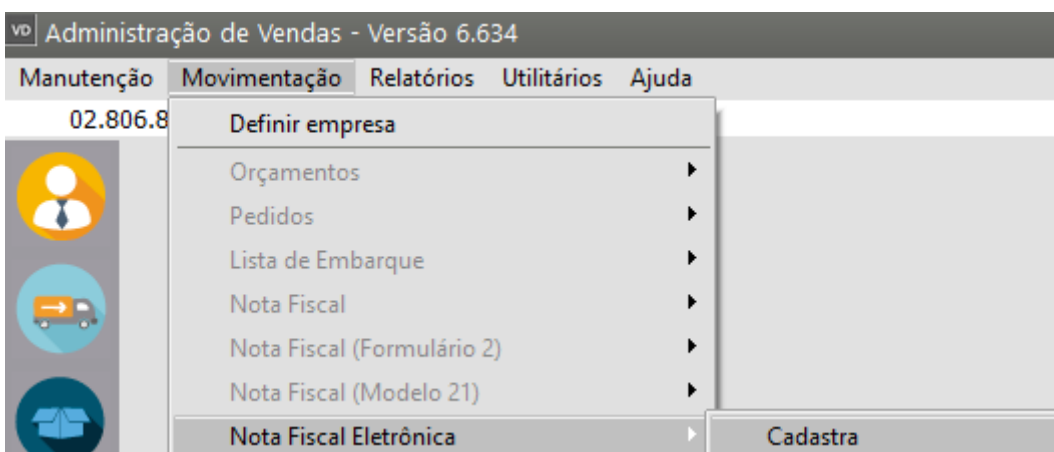 VD Administração de Vendas - Versão 6.634
Manutenção Movimentação Relatórios Utilitários Ajuda
02.806.8
Definir empresa
Orçamentos
Pedidos
Lista de Embarque
Nota Fiscal
Nota Fiscal (Formulário 2)
Nota Fiscal (Modelo 21)
Nota Fiscal Eletrônica Cadastra